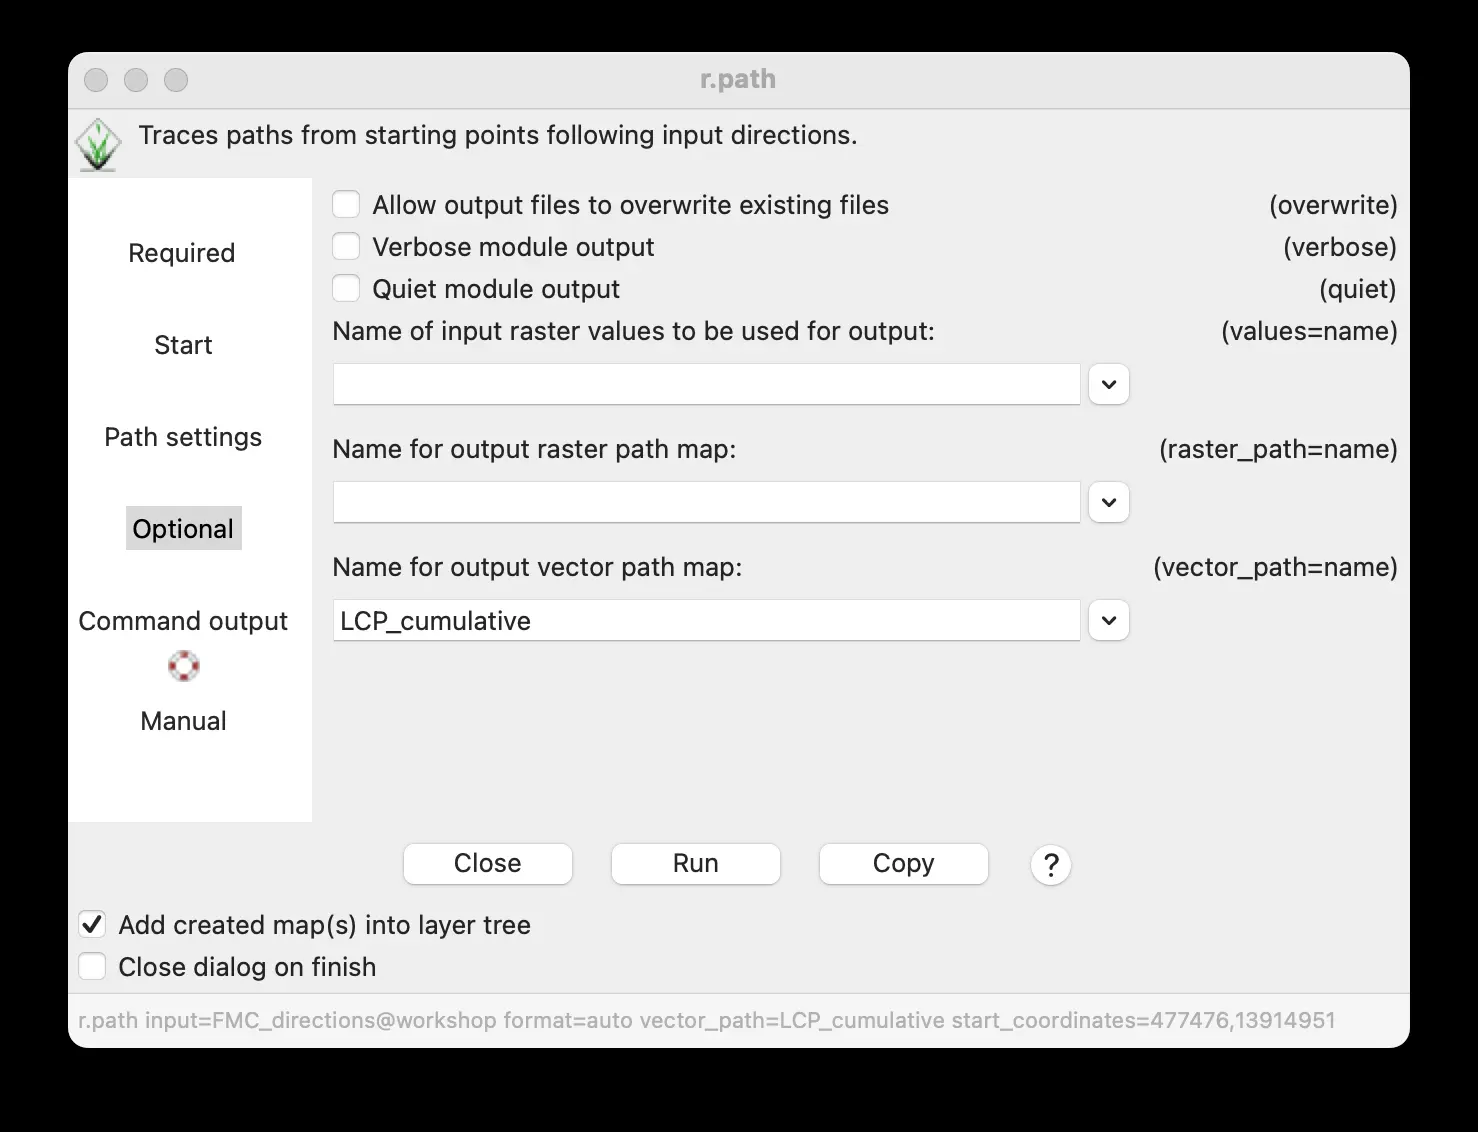 r.path
Traces paths from starting points following input directions.
Required
Start
Path settings
Optional
Command output
Manual
Allow output files to overwrite existing files (overwrite)
Verbose module output (verbose)
Quiet module output (quiet)
Name of input raster values to be used for output: (values=name)
Name for output raster path map: (raster_path=name)
Name for output vector path map: (vector_path=name)
LCP_cumulative
Close Run Copy ?
Add created map(s) into layer tree
Close dialog on finish
r.path input=FMC_directions@workshop format=auto vector_path=LCP_cumulative start_coordinates=477476,13914951